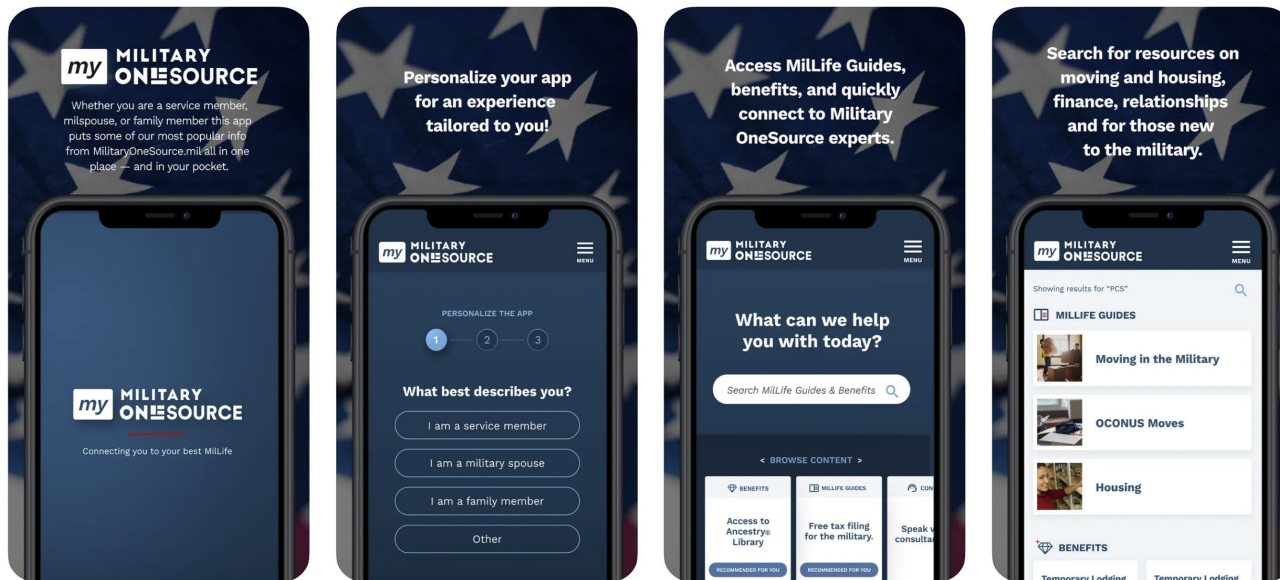 my MILITARY
ONESOURCE
Whether you are a service member,
milspouse, or family member this app
puts some of our most popular info
from MilitaryOneSource.mil all in one
place — and in your pocket.
my MILITARY
ONESOURCE
Connecting you to your best MilLife
Personalize your app
for an experience
tailored to you!
my MILITARY
ONESOURCE
MENU
PERSONALIZE THE APP
1 2 3
What best describes you?
I am a service member
I am a military spouse
I am a family member
Other
Access MilLife Guides,
benefits, and quickly
connect to Military
OneSource experts.
my MILITARY
ONESOURCE
MENU
What can we help
you with today?
Search MilLife Guides & Benefits
< BROWSE CONTENT >
BENEFITS
Access to
Ancestry®
Library
RECOMMENDED FOR YOU
MILLIFE GUIDES
Free tax filing
for the military.
RECOMMENDED FOR YOU
CON
Speak
consulta
Search for resources on
moving and housing,
finance, relationships
and for those new
to the military.
my MILITARY
ONESOURCE
MENU
Showing results for "PCS"
MILLIFE GUIDES
Moving in the Military
OCONUS Moves
Housing
BENEFITS
Temporary Lodging
Temporary Lodging